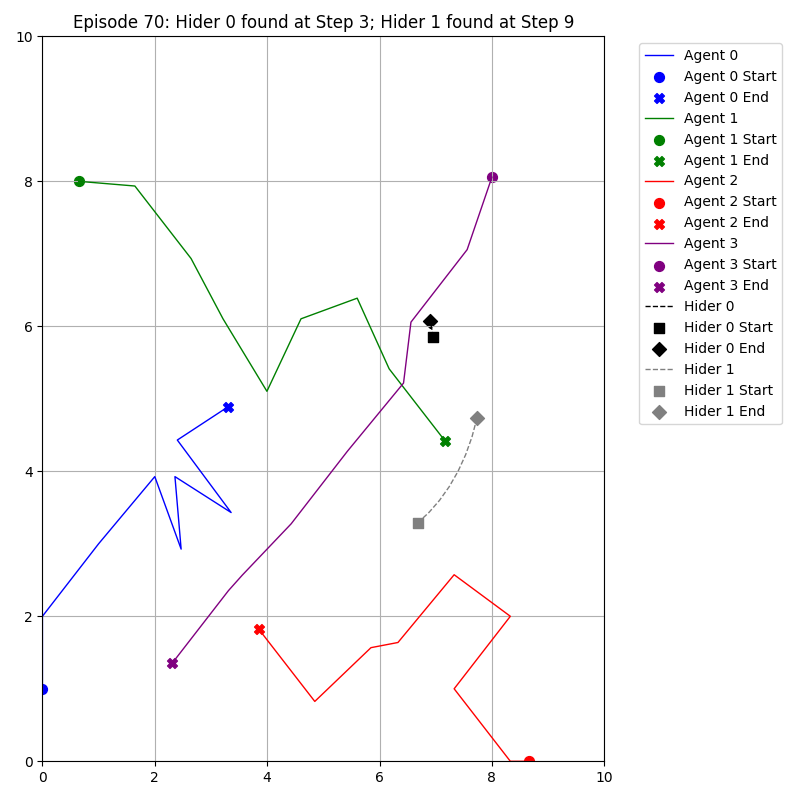 Episode 70: Hider 0 found at Step 3; Hider 1 found at Step 9
10
8
6
4
2
0
0 2 4 6 8 10
Agent 0
Agent 0 Start
Agent 0 End
Agent 1
Agent 1 Start
Agent 1 End
Agent 2
Agent 2 Start
Agent 2 End
Agent 3
Agent 3 Start
Agent 3 End
Hider 0
Hider 0 Start
Hider 0 End
Hider 1
Hider 1 Start
Hider 1 End